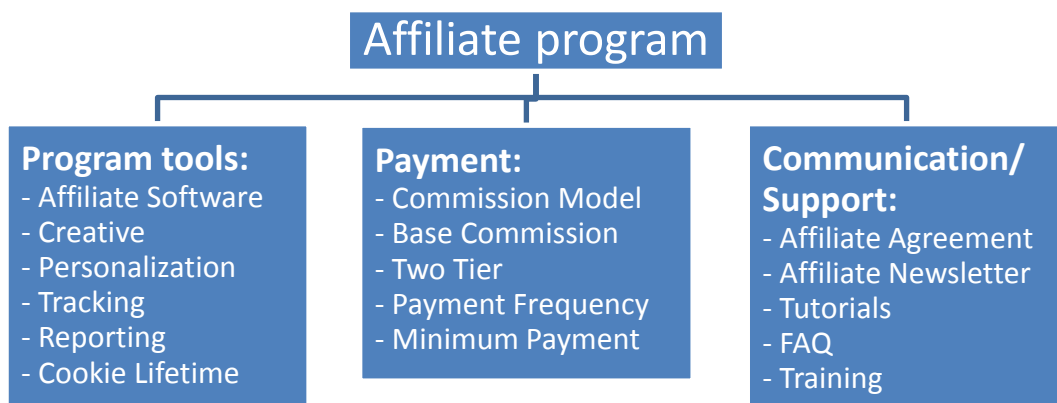 Affiliate program
Program tools:
- Affiliate Software
- Creative
- Personalization
- Tracking
- Reporting
- Cookie Lifetime
Payment:
- Commission Model
- Base Commission
- Two Tier
- Payment Frequency
- Minimum Payment
Communication/
Support:
- Affiliate Agreement
- Affiliate Newsletter
- Tutorials
- FAQ
- Training